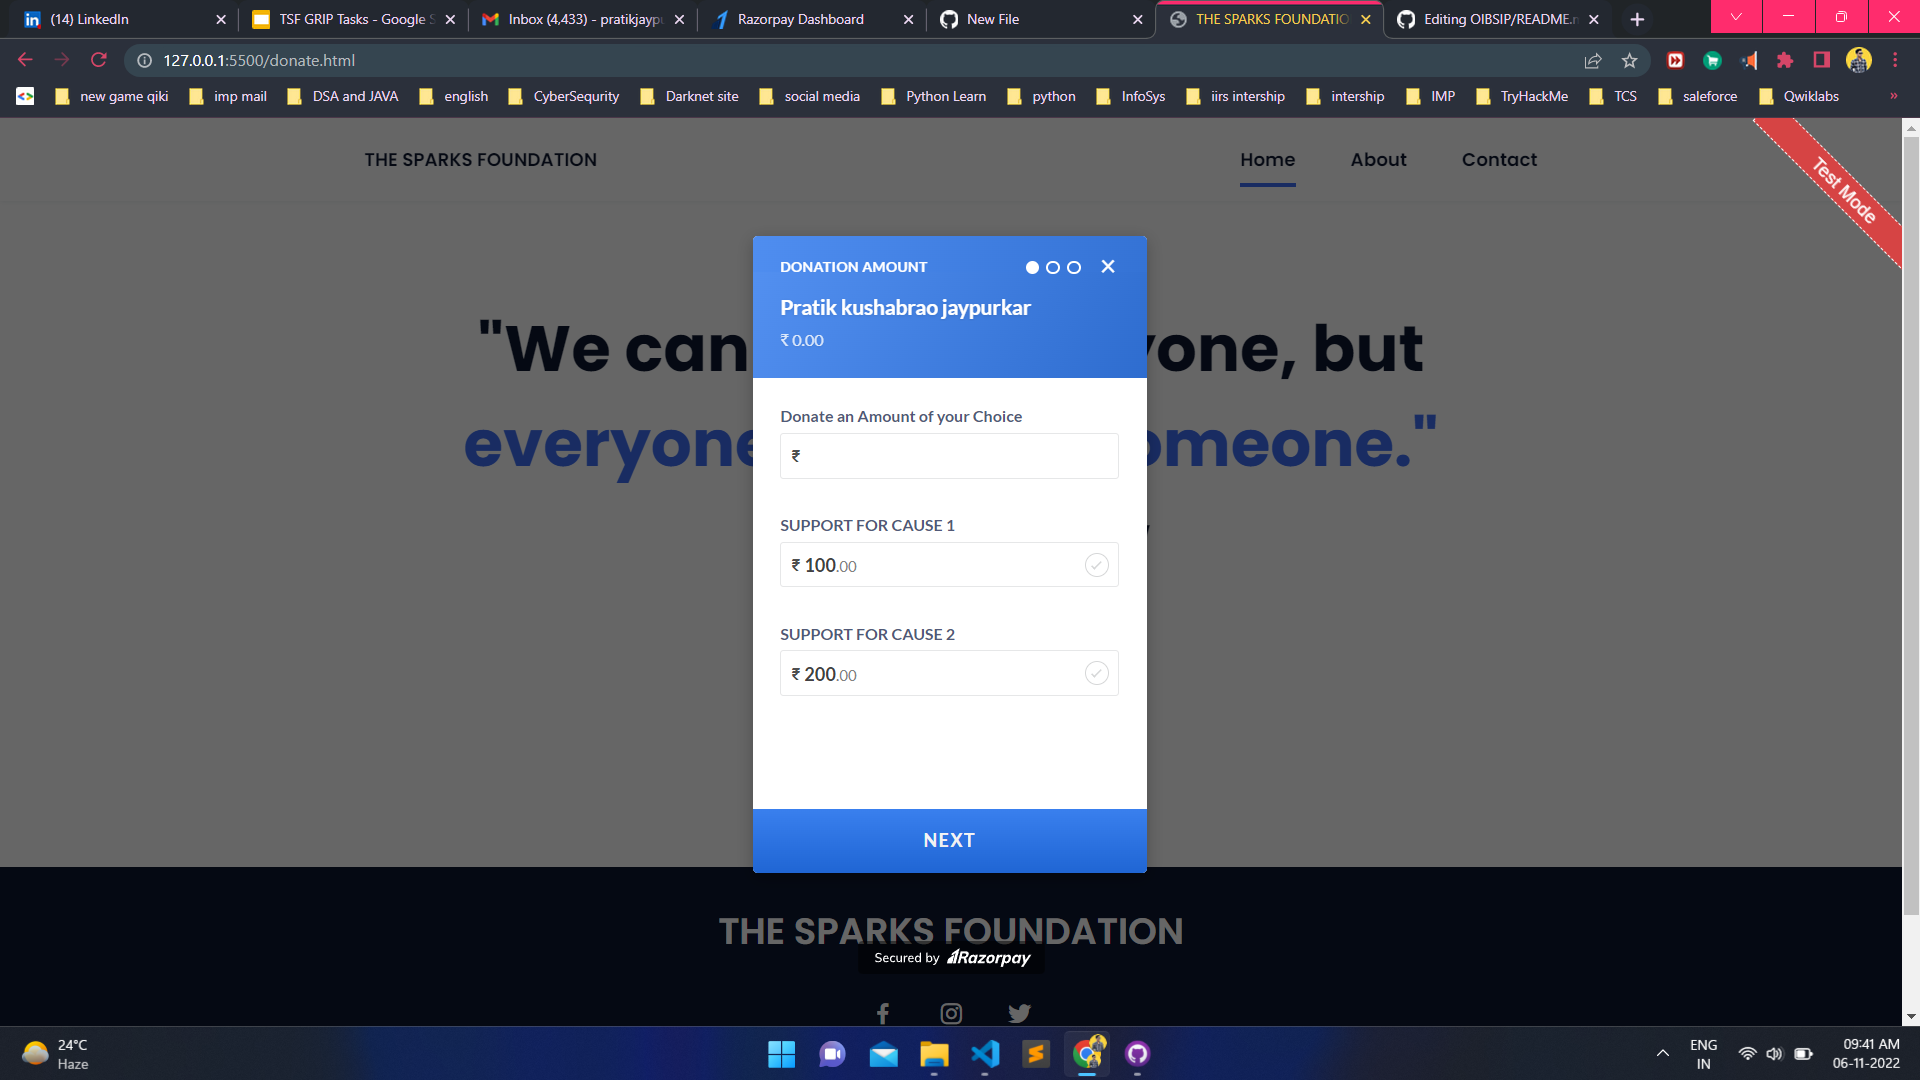 (14) LinkedIn
TSF GRIP Tasks - Google S
Inbox (4,433) - pratikjaypu
Razorpay Dashboard
New File
THE SPARKS FOUNDATIO
Editing OIBSIP/README.m
127.0.0.1:5500/donate.html
new game qiki
imp mail
DSA and JAVA
english
CyberSequrity
Darknet site
social media
Python Learn
python
InfoSys
iirs intership
intership
IMP
TryHackMe
TCS
saleforce
Qwiklabs
»
THE SPARKS FOUNDATION
Home
About
Contact
Test Mode
"We can
yone, but
everyone
omeone."
DONATION AMOUNT
Pratik kushabrao jaypurkar
₹ 0.00
Donate an Amount of your Choice
₹
SUPPORT FOR CAUSE 1
₹ 100.00
SUPPORT FOR CAUSE 2
₹ 200.00
NEXT
THE SPARKS FOUNDATION
Secured by Razorpay
24°C
Haze
ENG
IN
09:41 AM
06-11-2022